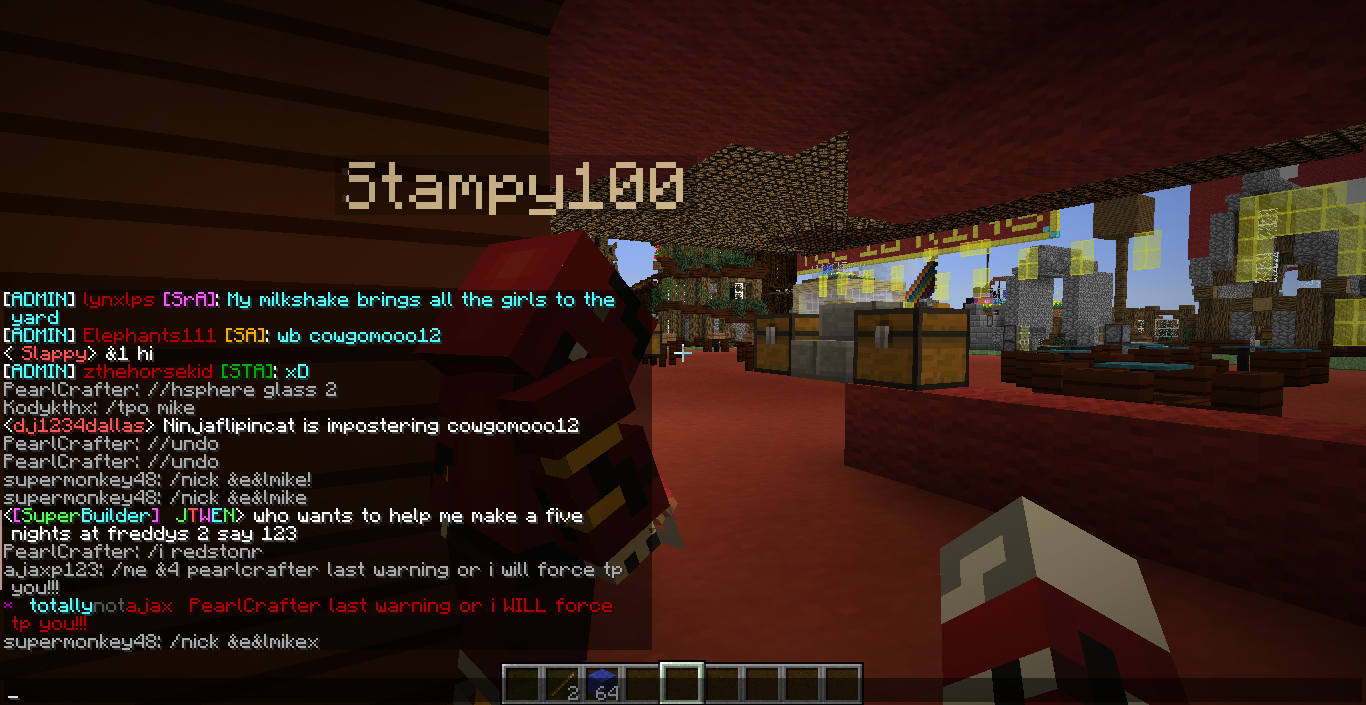 Stampy100
[ADMIN] lynxlps [SrA]: My milkshake brings all the girls to the
yard
[ADMIN] Elephants111 [SA]: wb cowgomooo12
< Slappy> &1 hi
[ADMIN] zthehorsekid [STA]: xD
PearlCrafter: //hsphere glass 2
Kodykthx: /tpo mike
<dj1234dallas> Ninjaflipincat is impostering cowgomooo12
PearlCrafter: //undo
PearlCrafter: //undo
supermonkey48: /nick &e&lmike!
supermonkey48: /nick &e&lmike
<[SuperBuilder] JTWEN> who wants to help me make a five
nights at freddys 2 say 123
PearlCrafter: /i redstonr
ajaxp123: /me &4 pearlcrafter last warning or i will force tp
you!!!
* totallynotajax PearlCrafter last warning or i WILL force
tp you!!!
supermonkey48: /nick &e&lmikex
_
2 64